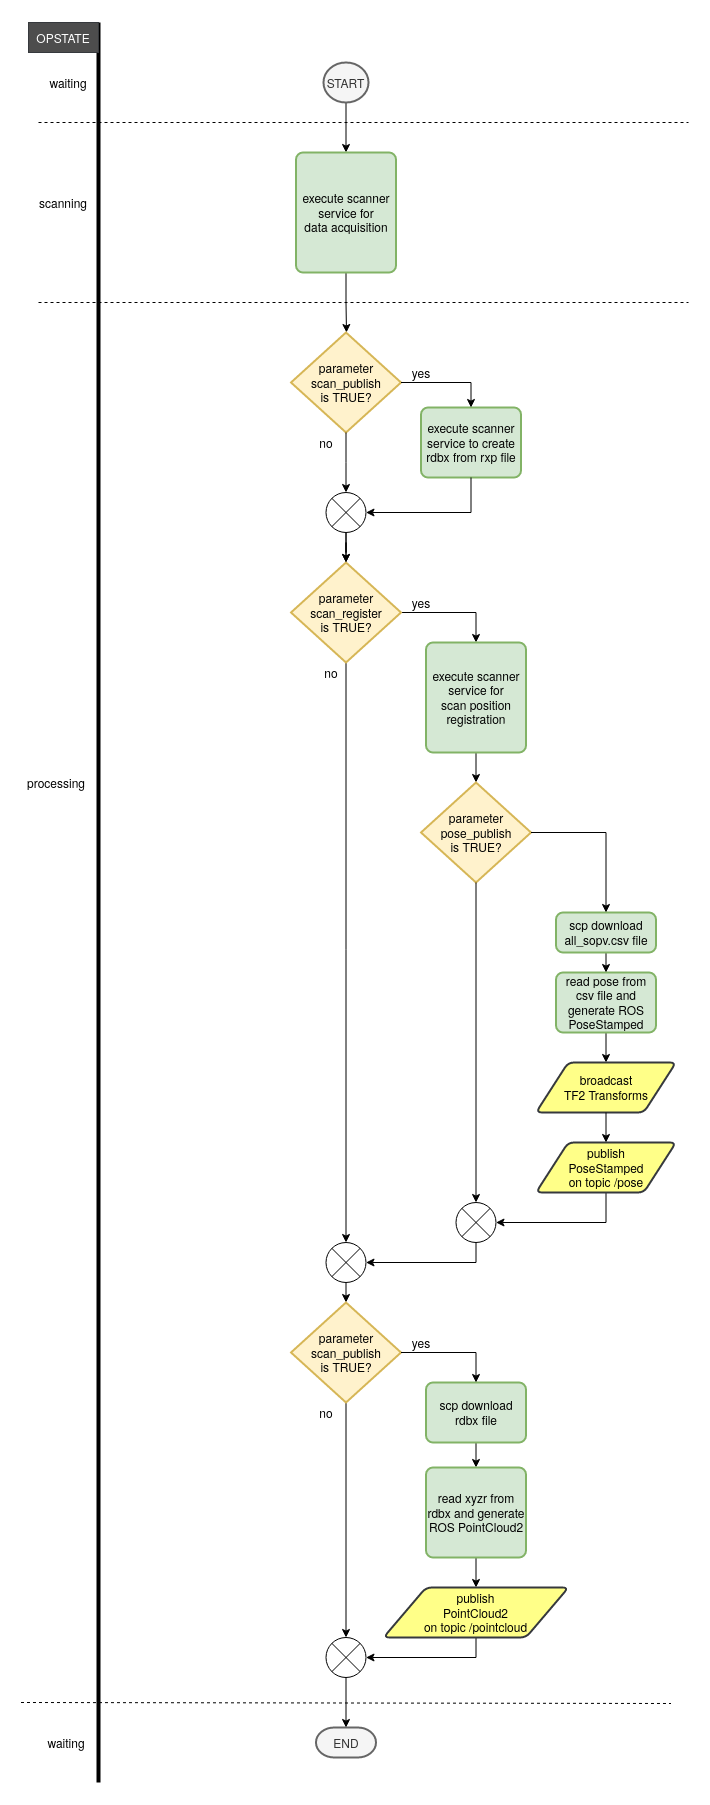 OPSTATE
waiting
START
scanning
execute scanner
service for
data acquisition
parameter
scan_publish
is TRUE?
yes
no
execute scanner
service to create
rdbx from rxp file
parameter
scan_register
is TRUE?
yes
no
execute scanner
service for
scan position
registration
processing
parameter
pose_publish
is TRUE?
scp download
all_sopv.csv file
read pose from
csv file and
generate ROS
PoseStamped
broadcast
TF2 Transforms
publish
PoseStamped
on topic /pose
parameter
scan_publish
is TRUE?
yes
no
scp download
rdbx file
read xyzr from
rdbx and generate
ROS PointCloud2
publish
PointCloud2
on topic /pointcloud
waiting
END